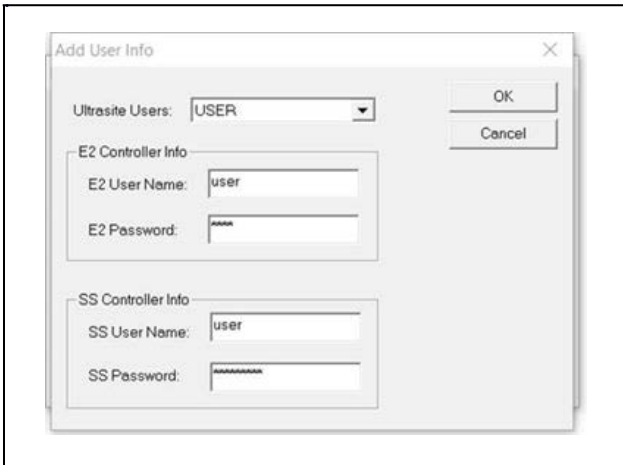 Add User Info
Ultrasite Users: USER
OK
Cancel
E2 Controller Info
E2 User Name: user
E2 Password: ^^^^
SS Controller Info
SS User Name: user
SS Password: ^^^^^^^^^